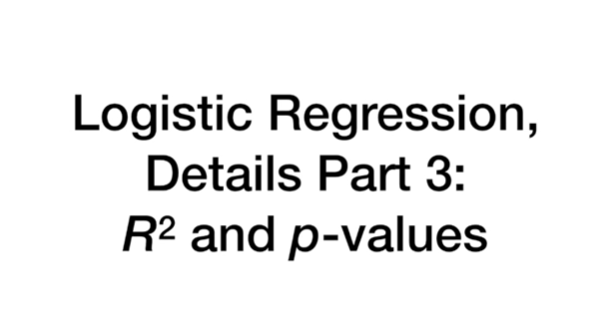 Logistic Regression,
Details Part 3:
R² and p-values